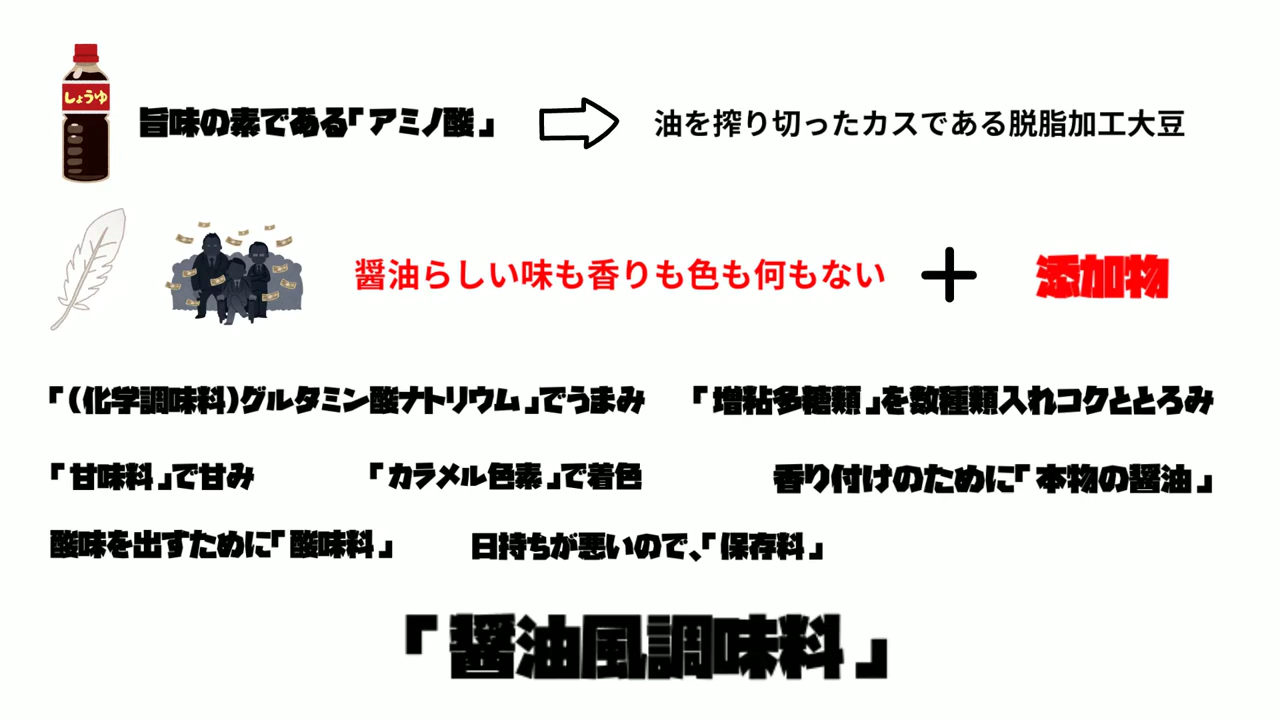 しょうゆ
旨味の素である「アミノ酸」
油を搾り切ったカスである脱脂加工大豆
醤油らしい味も香りも色も何もない
添加物
「(化学調味料)グルタミン酸ナトリウム」でうまみ
「増粘多糖類」を数種類入れコクととろみ
「甘味料」で甘み
「カラメル色素」で着色
香り付けのために「本物の醤油」
酸味を出すために「酸味料」
日持ちが悪いので、「保存料」
「醤油風調味料」